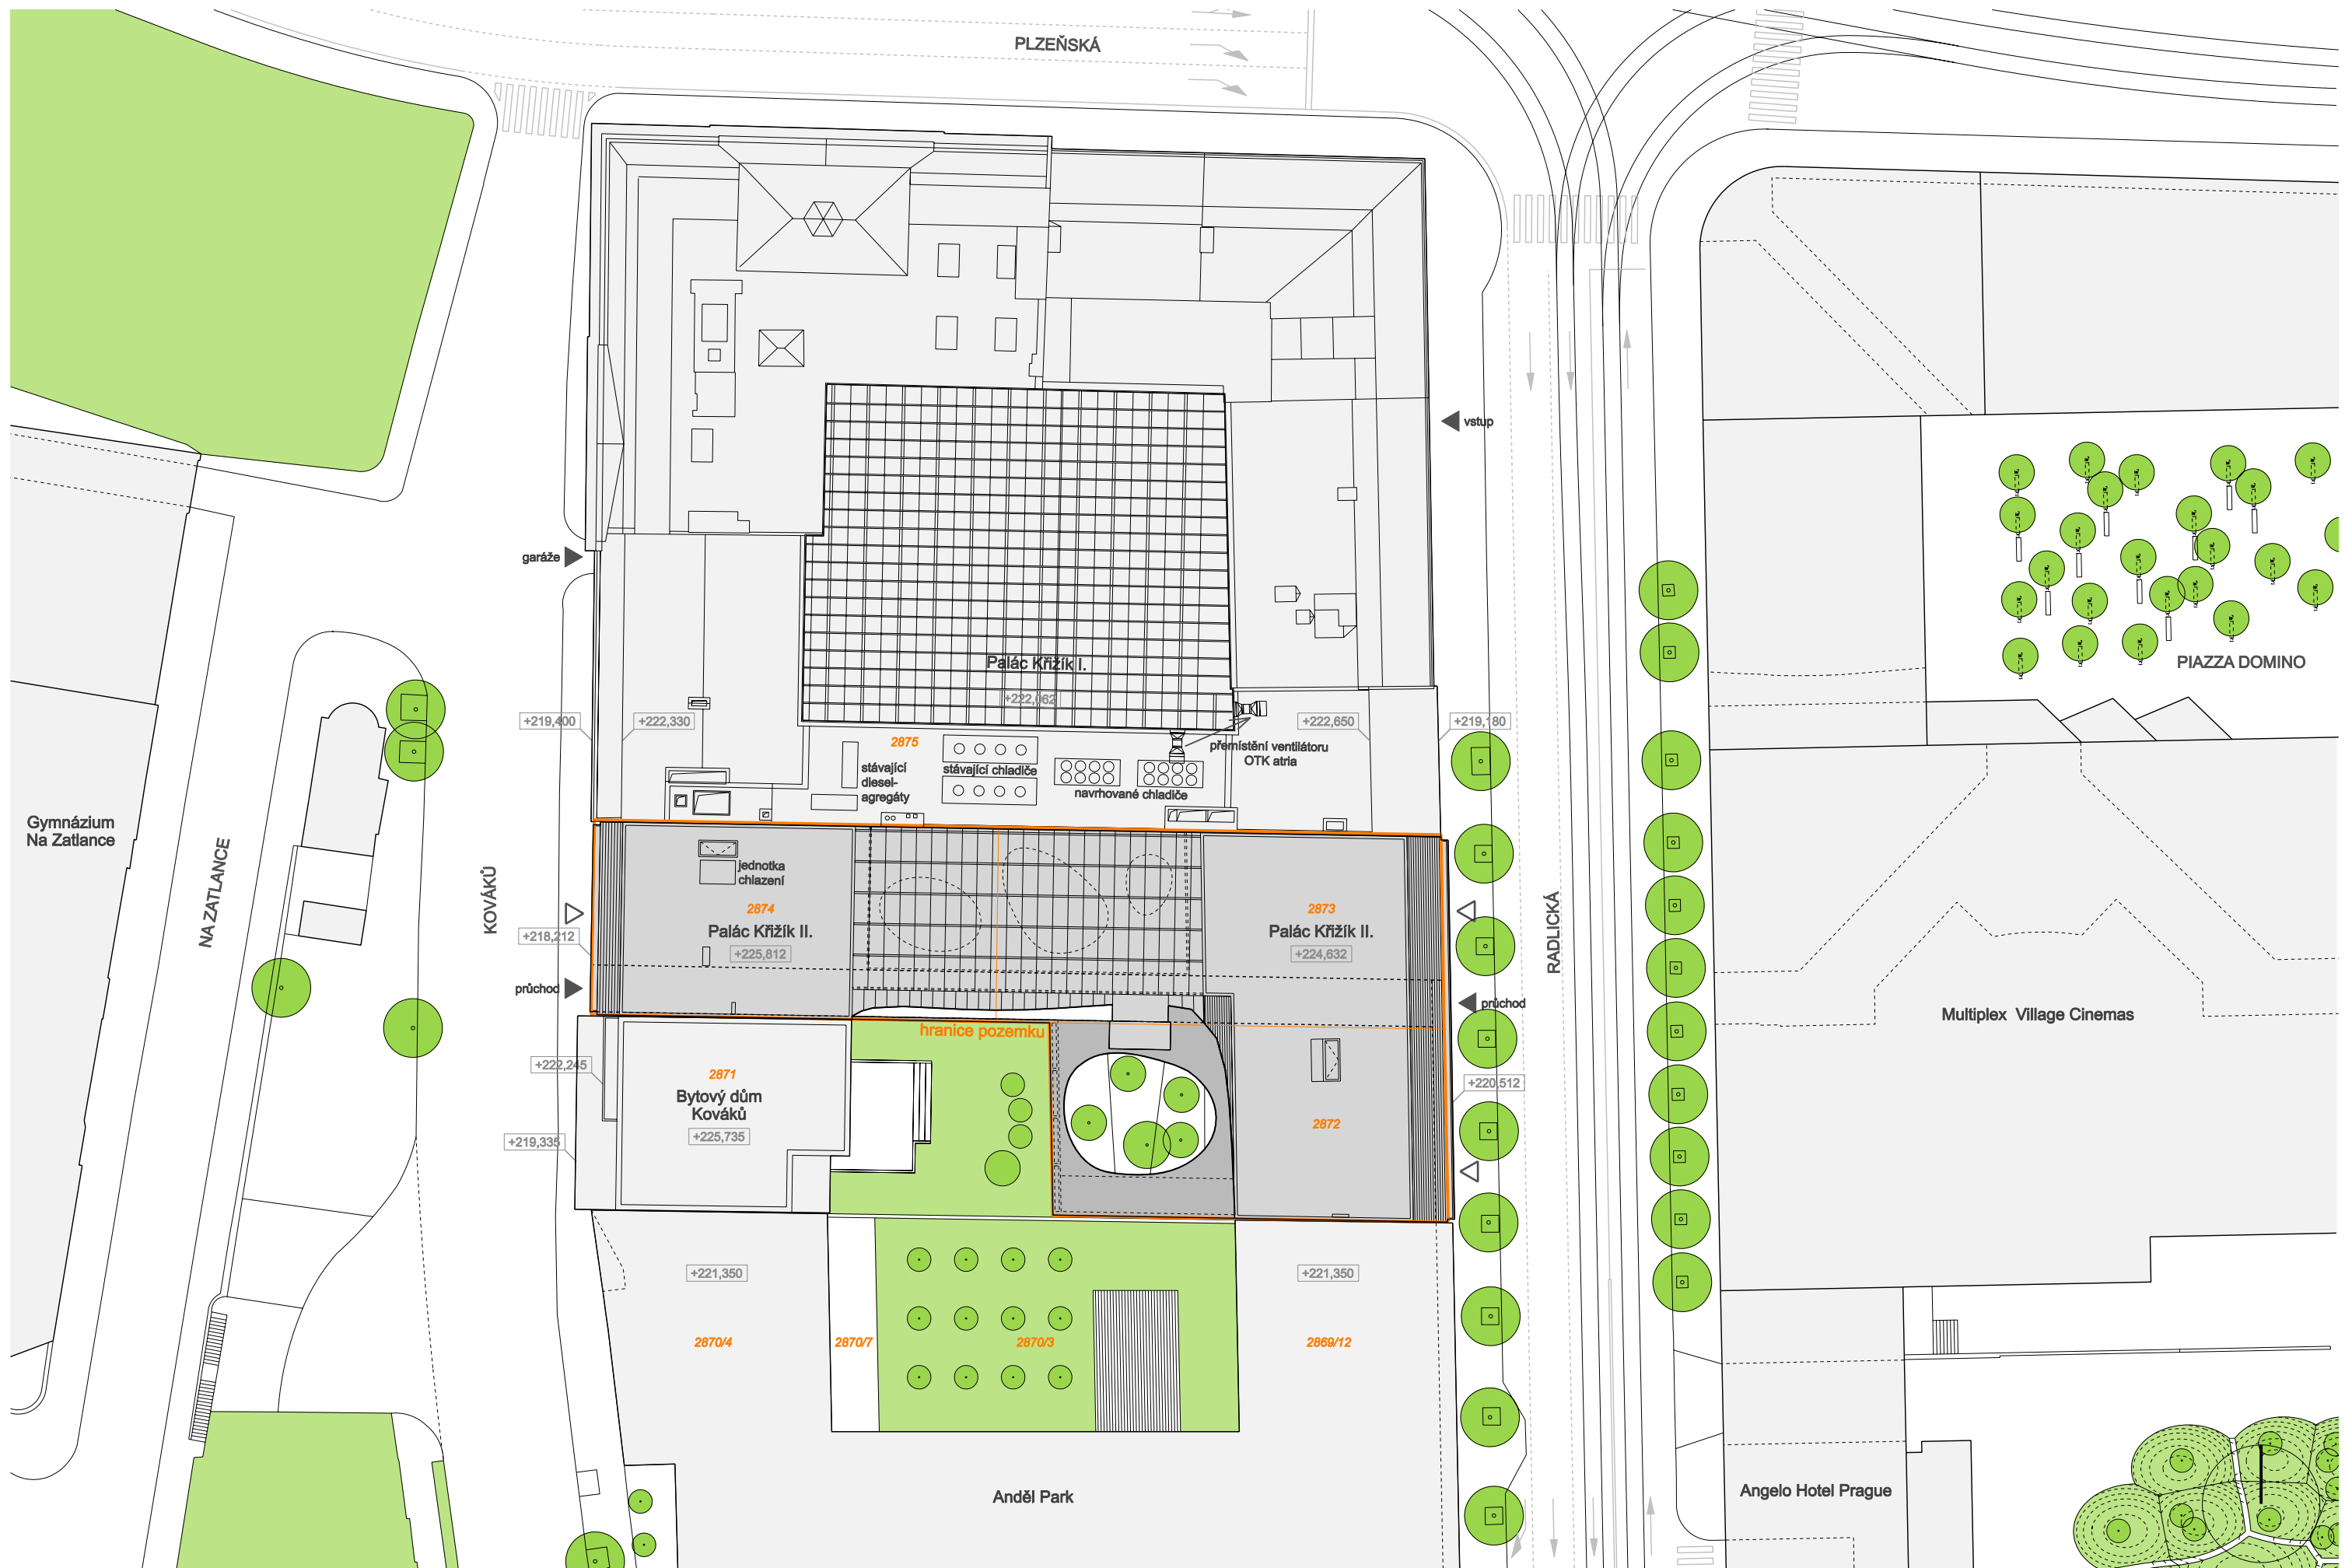 PLZEŇSKÁ
vstup
garáže
PIAZZA DOMINO
Palác Křižík I.
+222,062
+219,400
+222,330
+222,650
+219,180
2875
přemístění ventilátoru
OTK atria
stávající
diesel-
agregáty
stávající chladiče
navrhované chladiče
Gymnázium
Na Zatlance
NA ZATLANCE
KOVÁKŮ
jednotka
chlazení
2874
Palác Křižík II.
+225,812
2873
Palác Křižík II.
+224,632
RADLICKÁ
+218,212
průchod
průchod
Multiplex Village Cinemas
hranice pozemku
+222,245
2871
Bytový dům
Kováků
+225,735
+220,512
2872
+219,335
+221,350
+221,350
2870/4
2870/7
2870/3
2869/12
Anděl Park
Angelo Hotel Prague